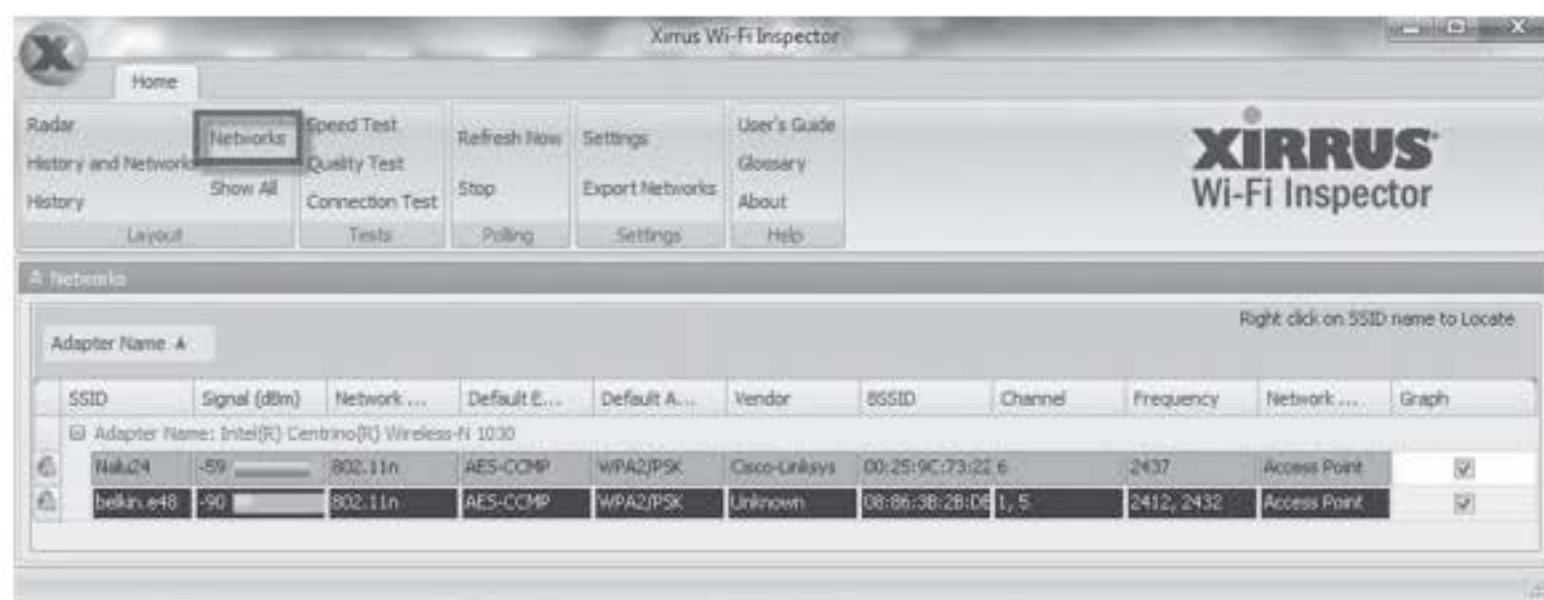 Xirrus Wi-Fi Inspector
Home
Radar
History and Networks
History
Networks
Show All
Layout
Speed Test
Quality Test
Connection Test
Tests
Refresh Now
Stop
Polling
Settings
Export Networks
Settings
User's Guide
Glossary
About
Help
XIRRUS
Wi-Fi Inspector
Networks
Right click on SSID name to Locate
Adapter Name
SSID Signal (dBm) Network ... Default E... Default A... Vendor BSSID Channel Frequency Network ... Graph
Adapter Name: Intel(R) Centrino(R) Wireless-N 1030
Nalu24 -59 802.11n AES-CCMP WPA2/PSK Cisco-Linksys 00:25:9C:73:22 6 2437 Access Point
belkin.e48 -90 802.11n AES-CCMP WPA2/PSK Unknown 08:86:3B:2B:DE 1, 5 2412, 2432 Access Point